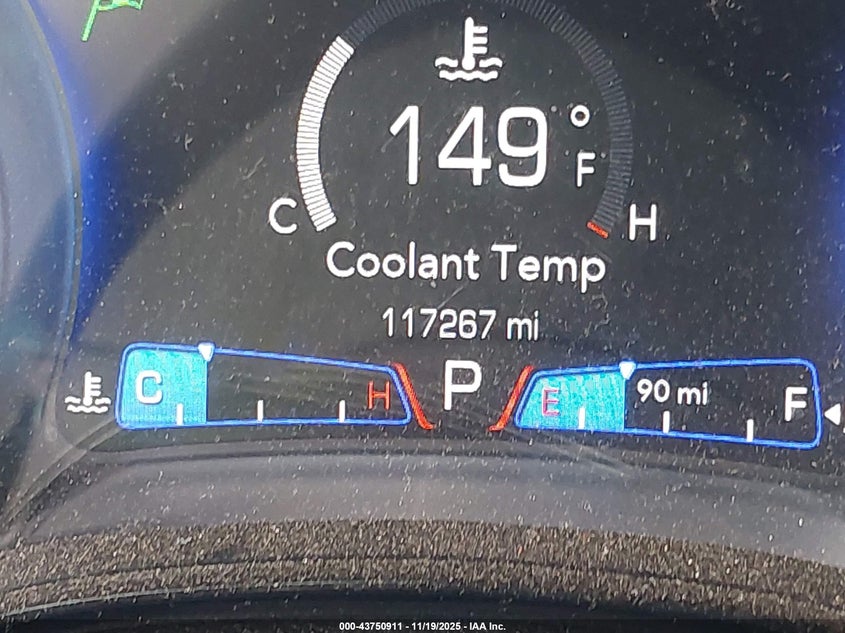 149°F
C H
Coolant Temp
117267 mi
C H P E 90 mi F
000-43750911 - 11/19/2025 - IAA Inc.